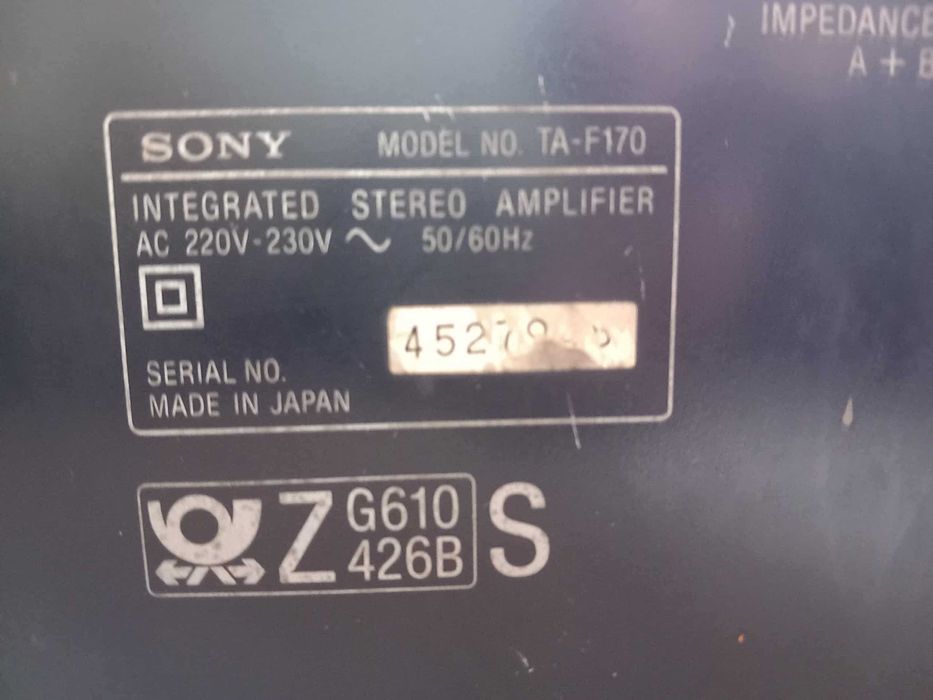 IMPEDANCE
A + B
SONY MODEL NO. TA-F170
INTEGRATED STEREO AMPLIFIER
AC 220V-230V ~ 50/60Hz
SERIAL NO.
MADE IN JAPAN
Z G610
426B S